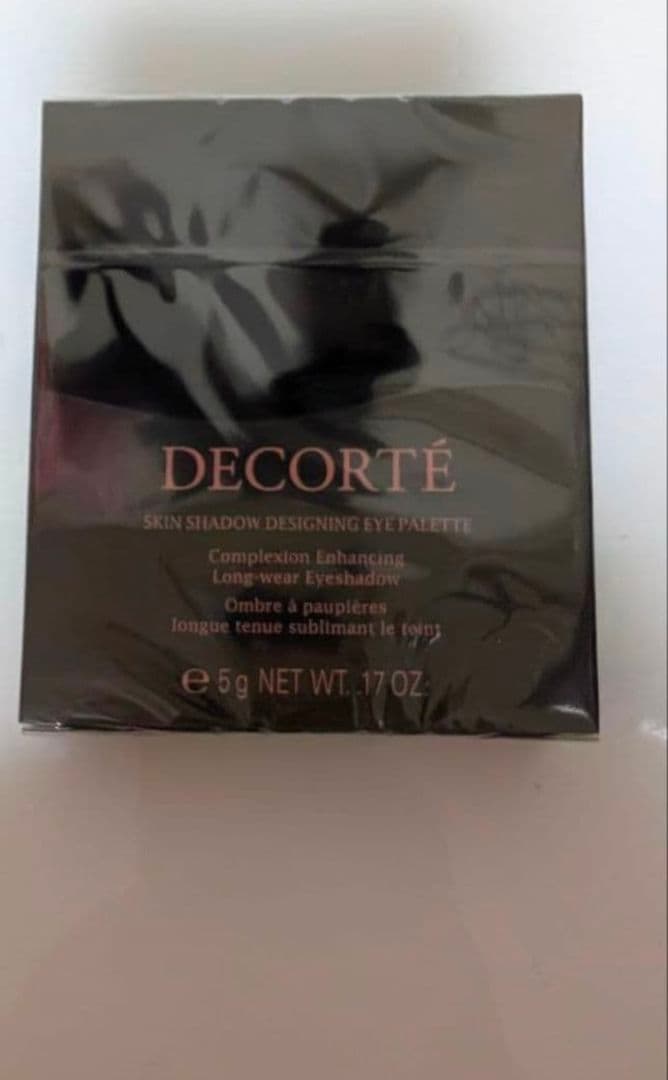 DECORTÉ
SKIN SHADOW DESIGNING EYE PALETTE
Complexion Enhancing
Long-wear Eyeshadow
Ombre à paupières
longue tenue sublimant le teint
e 5g NET WT. .17 OZ.